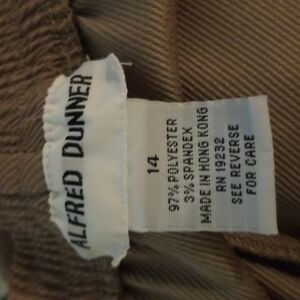 ALFRED DUNNER
14
97% POLYESTER
3% SPANDEX
MADE IN HONG KONG
RN 19232
SEE REVERSE
FOR CARE